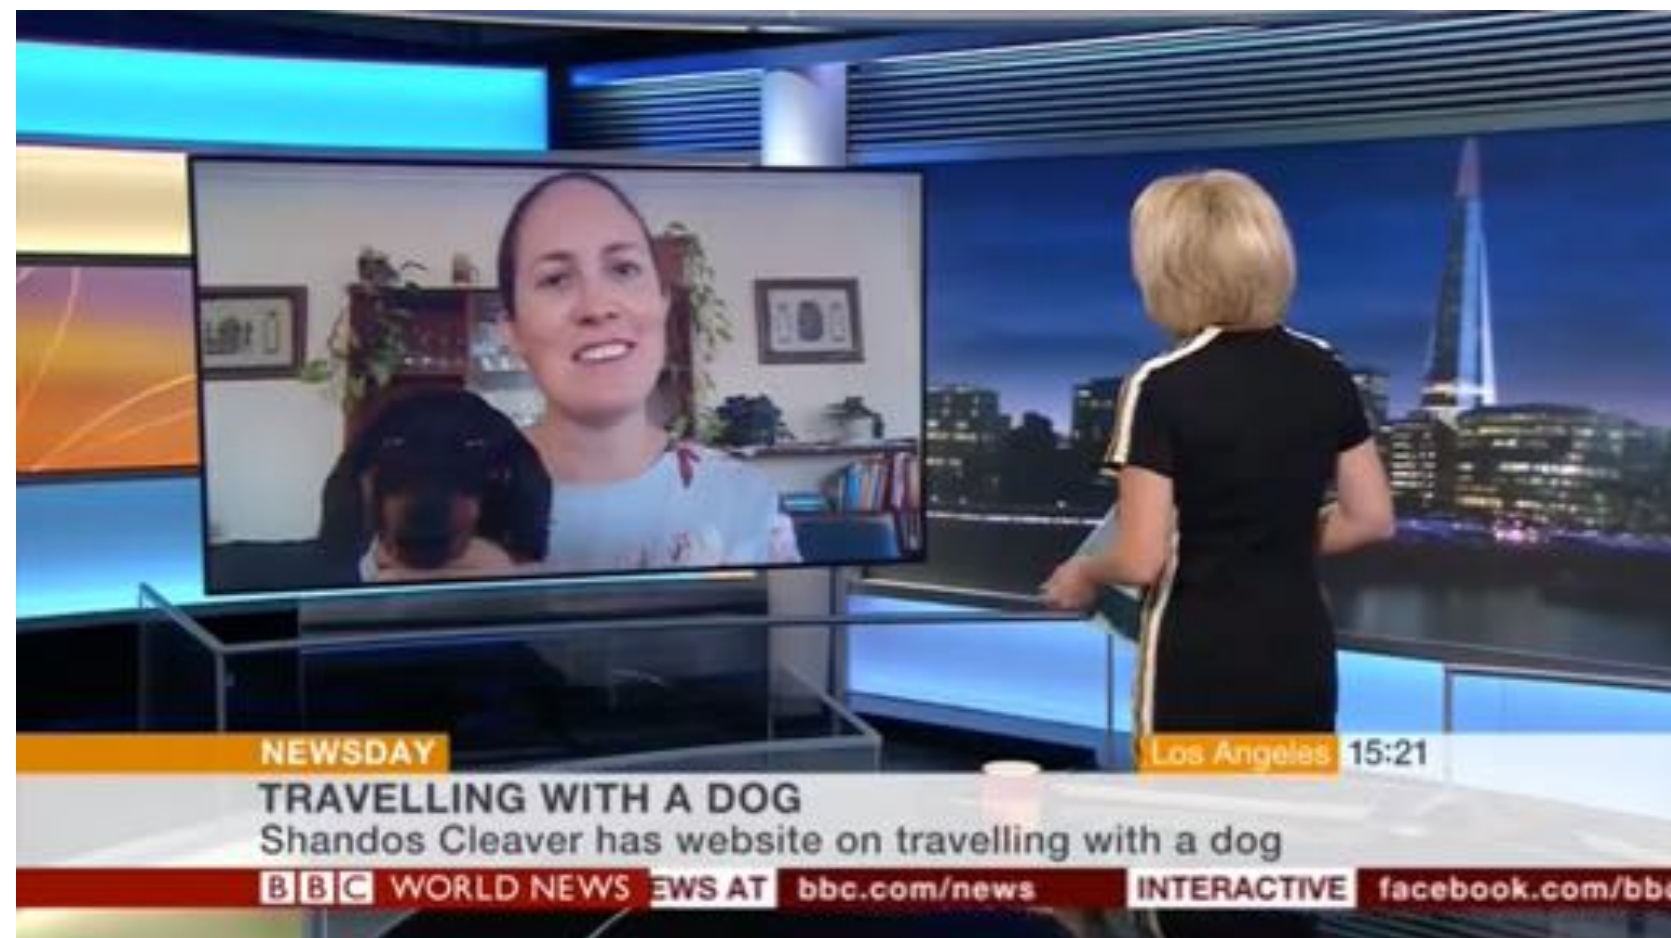 NEWSDAY
Los Angeles 15:21
TRAVELLING WITH A DOG
Shandos Cleaver has website on travelling with a dog
BBC WORLD NEWS EWS AT bbc.com/news INTERACTIVE facebook.com/bbc